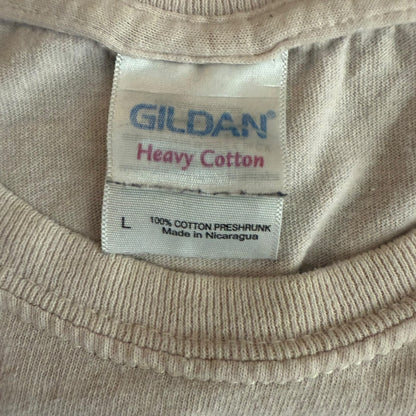 GILDAN®
Heavy Cotton
L 100% COTTON PRESHRUNK
Made in Nicaragua